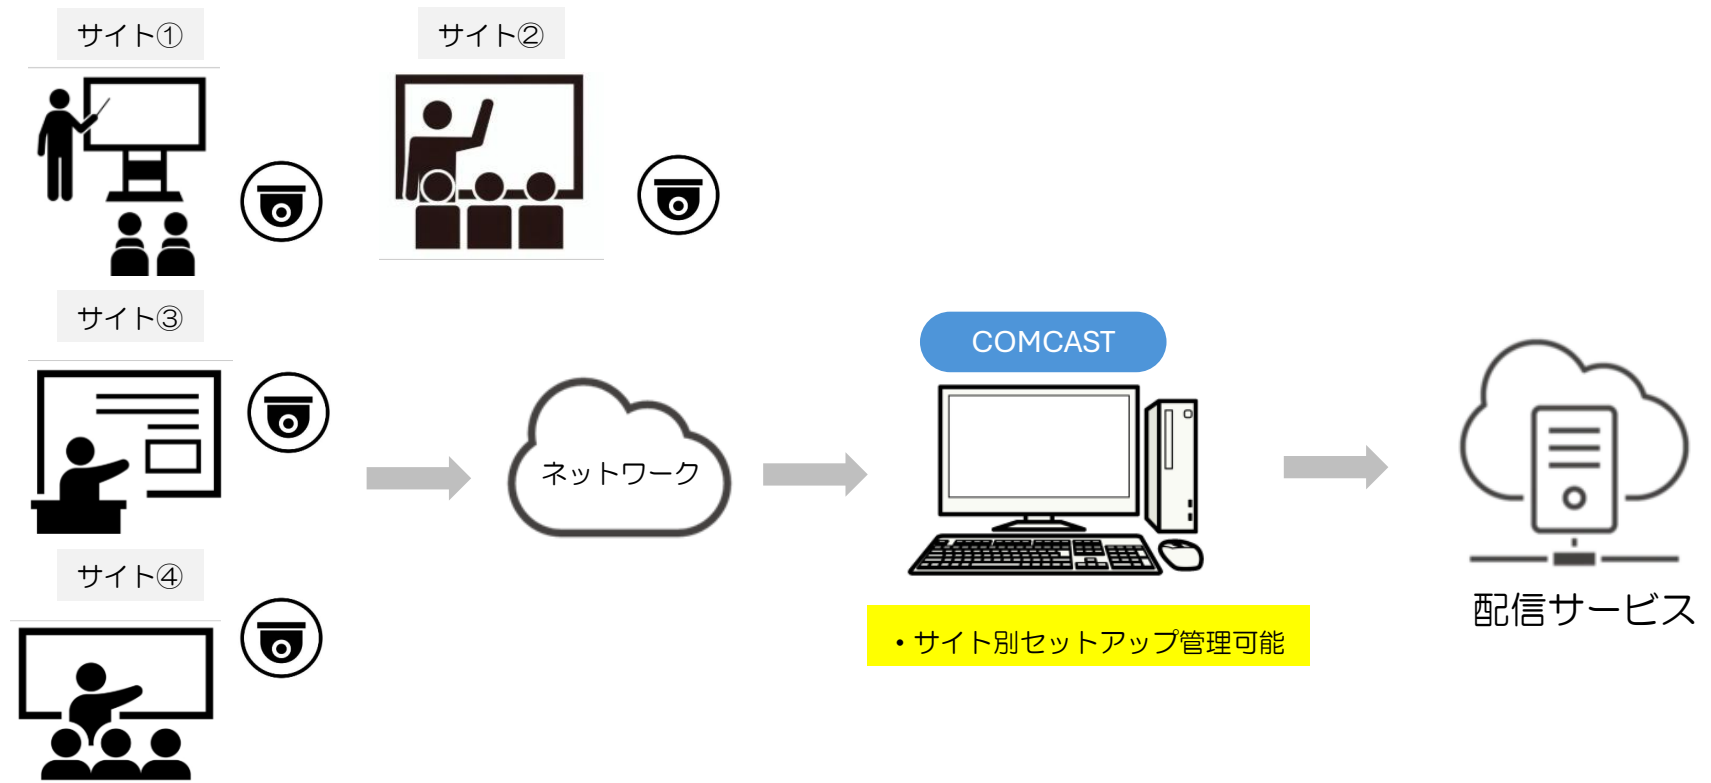 サイト①
サイト②
サイト③
サイト④
ネットワーク
COMCAST
・サイト別セットアップ管理可能
配信サービス